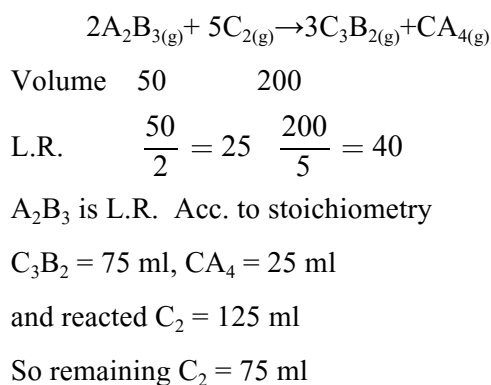 2A₂B₃(g)+ 5C₂(g)→3C₃B₂(g)+CA₄(g)
Volume 50 200
L.R. 50/2 = 25 200/5 = 40
A₂B₃ is L.R. Acc. to stoichiometry
C₃B₂ = 75 ml, CA₄ = 25 ml
and reacted C₂ = 125 ml
So remaining C₂ = 75 ml